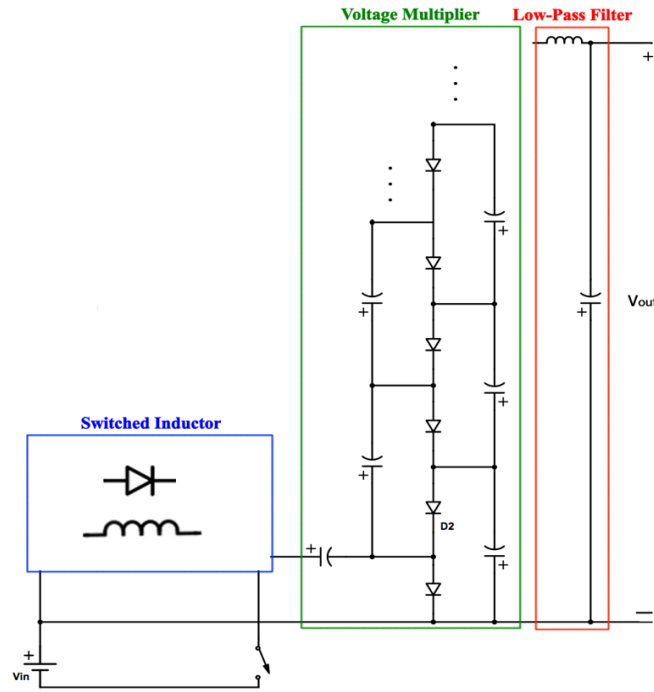 Voltage Multiplier
Low-Pass Filter
+
+
+
+
Vout
+
+
Switched Inductor
D2
+
+
+
Vin